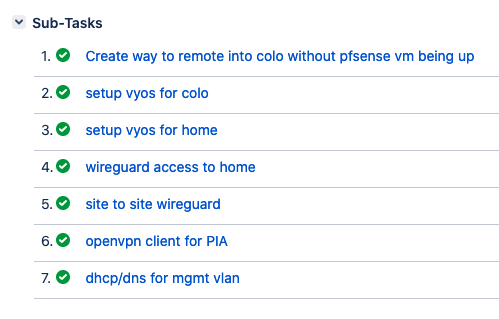 Sub-Tasks
1. Create way to remote into colo without pfsense vm being up
2. setup vyos for colo
3. setup vyos for home
4. wireguard access to home
5. site to site wireguard
6. openvpn client for PIA
7. dhcp/dns for mgmt vlan